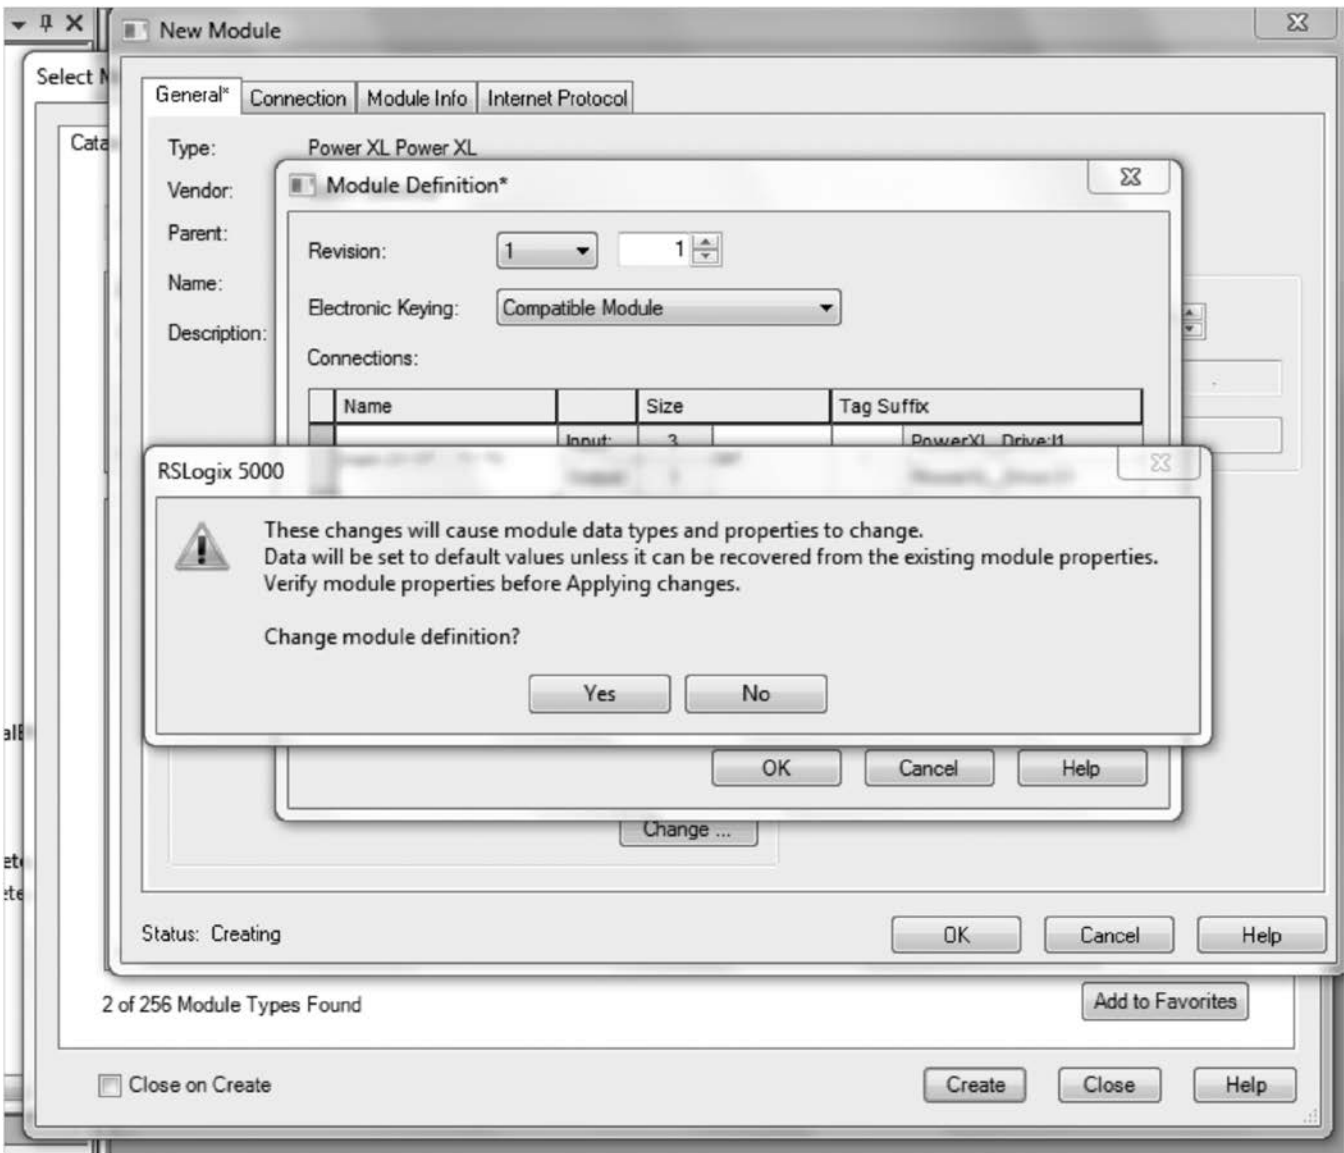 New Module
Select M
General* Connection Module Info Internet Protocol
Cata
Type: Power XL Power XL
Vendor:
Module Definition*
Parent:
Revision: 1 1
Name:
Electronic Keying: Compatible Module
Description:
Connections:
Name Size Tag Suffix
Input: 3 PowerXL_Drive:I1
RSLogix 5000
These changes will cause module data types and properties to change.
Data will be set to default values unless it can be recovered from the existing module properties.
Verify module properties before Applying changes.
Change module definition?
Yes No
OK Cancel Help
Change ...
Status: Creating
OK Cancel Help
2 of 256 Module Types Found
Add to Favorites
Close on Create
Create Close Help